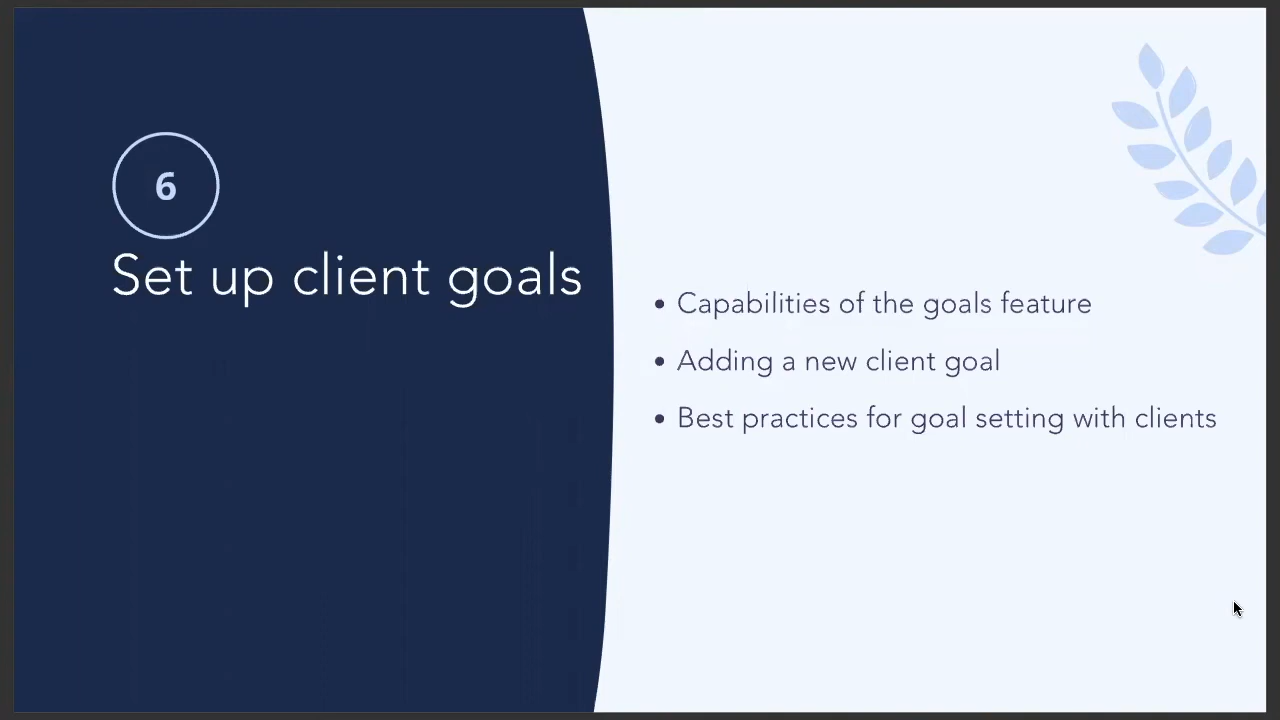 6
Set up client goals
• Capabilities of the goals feature
• Adding a new client goal
• Best practices for goal setting with clients